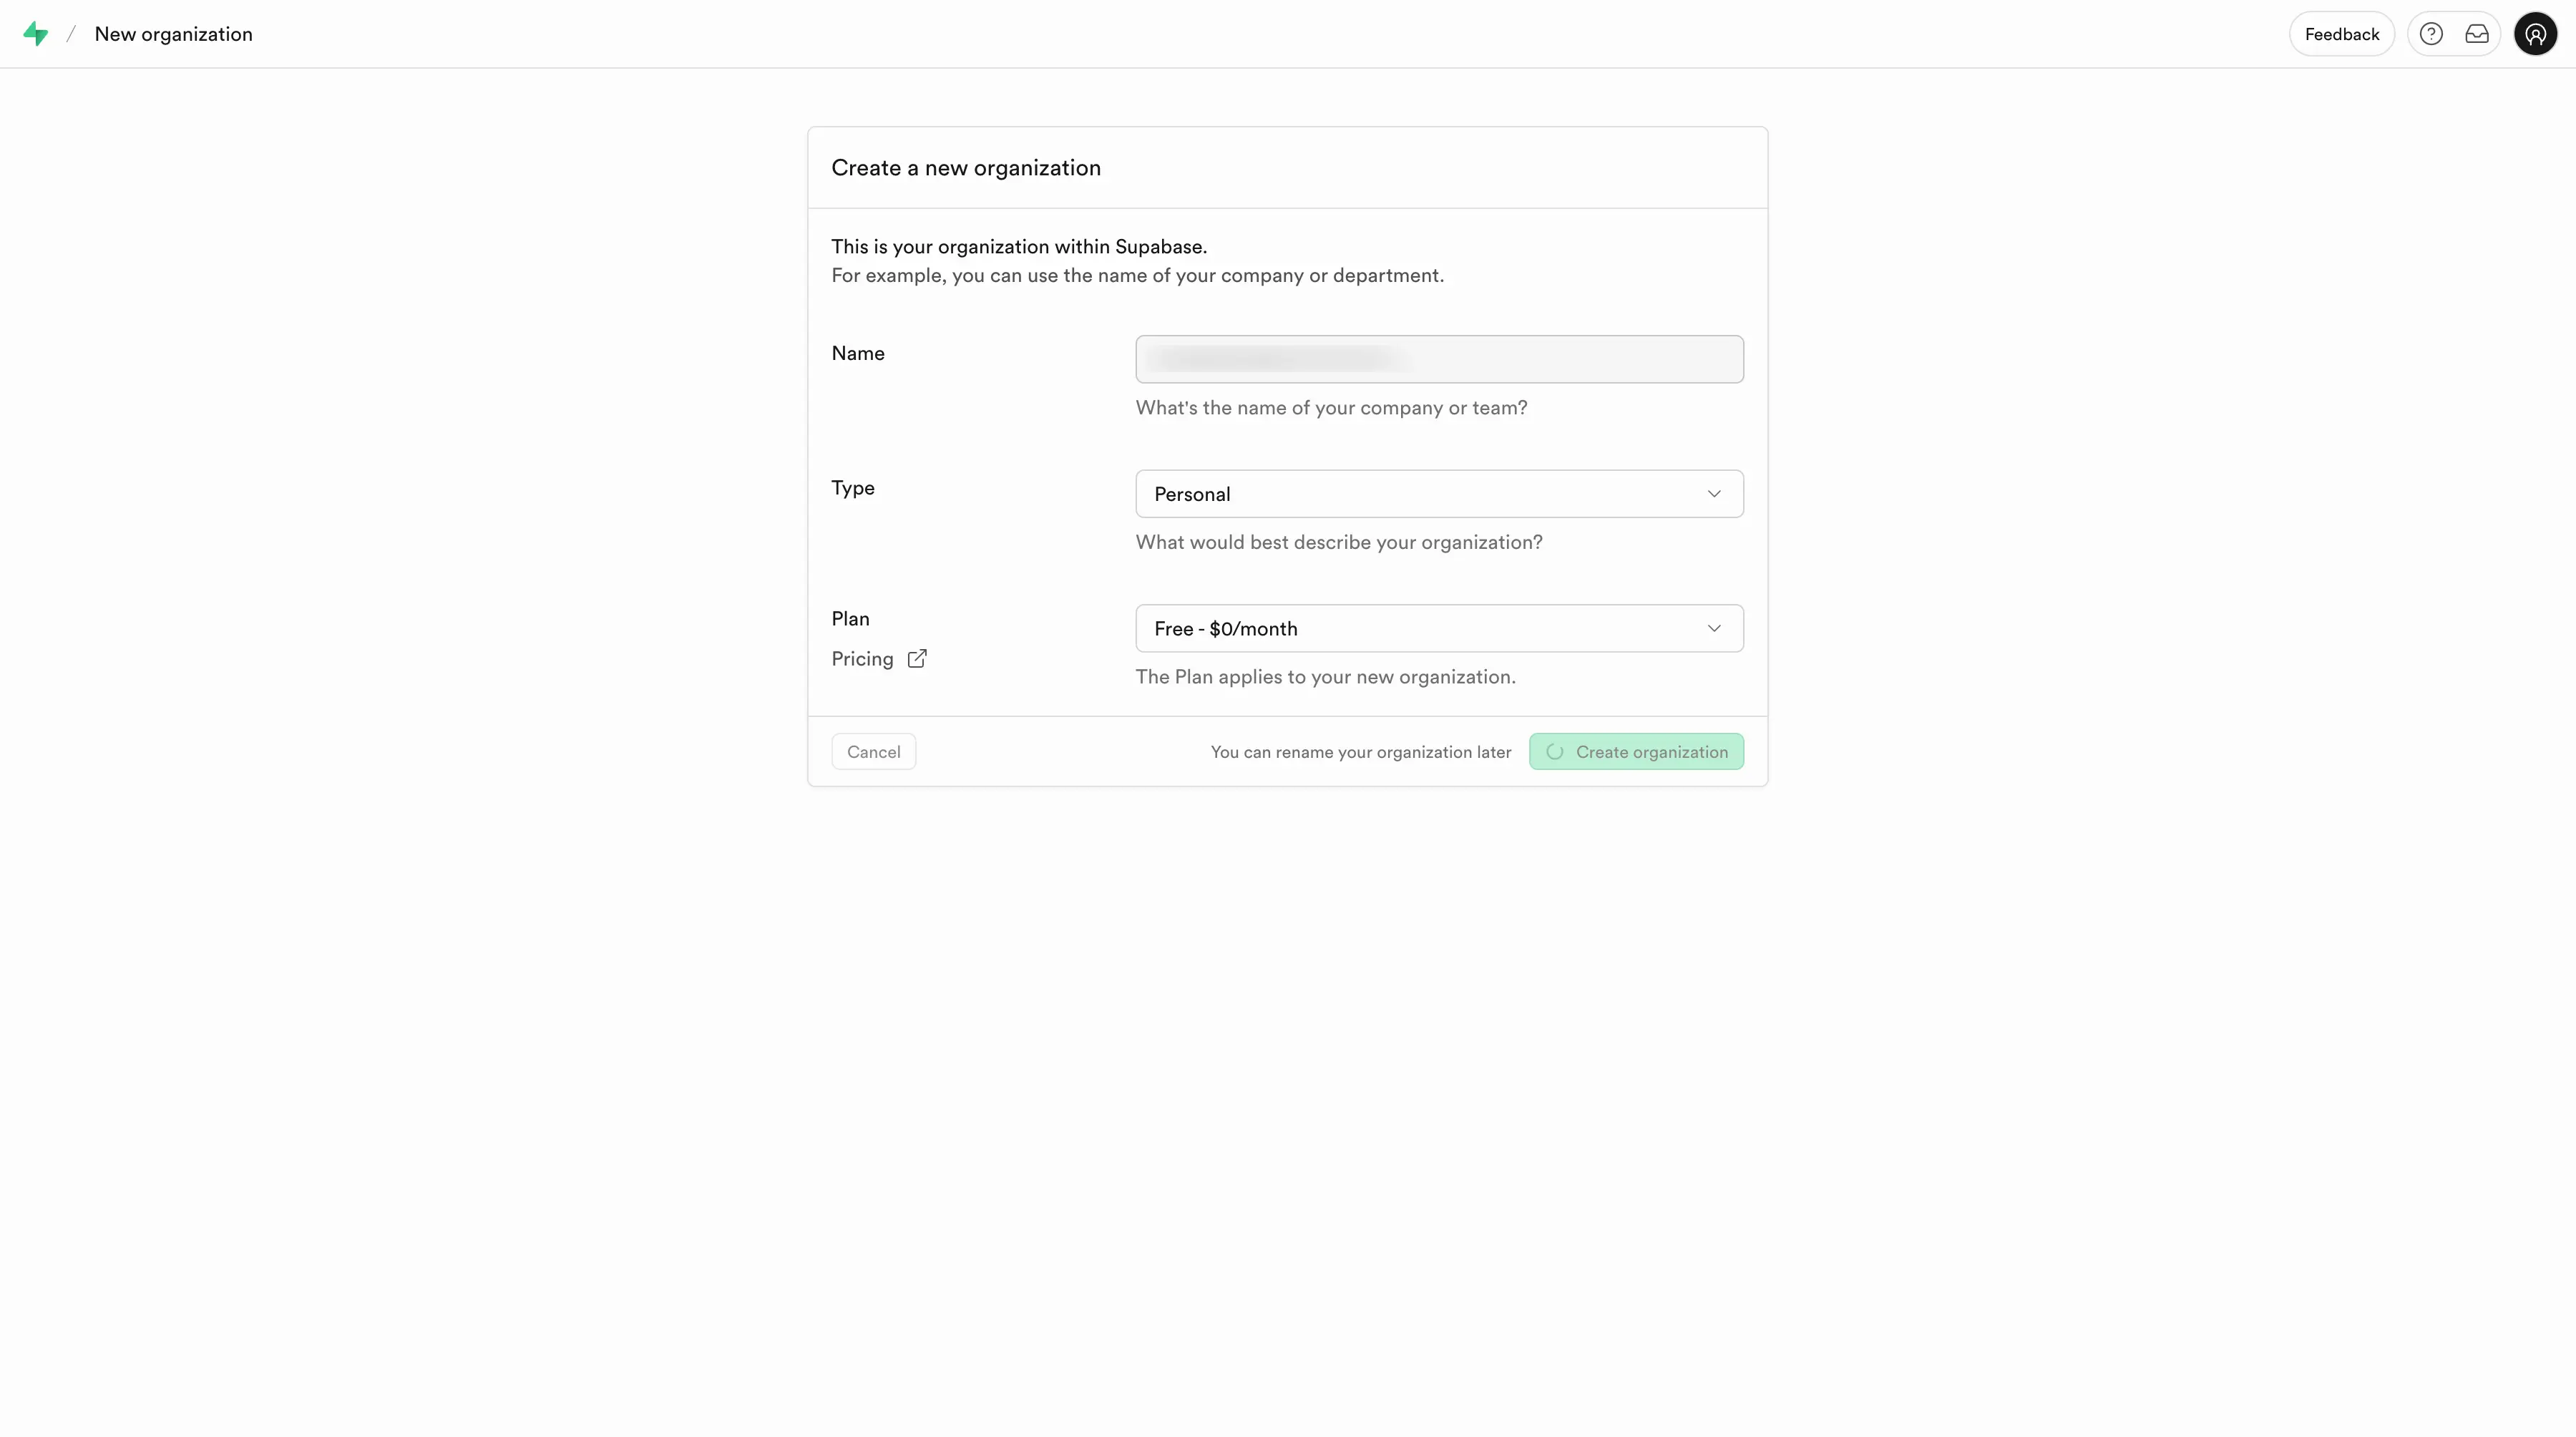 New organization
Feedback
Create a new organization
This is your organization within Supabase.
For example, you can use the name of your company or department.
Name
What's the name of your company or team?
Type
Personal
What would best describe your organization?
Plan
Pricing
Free - $0/month
The Plan applies to your new organization.
Cancel
You can rename your organization later
Create organization